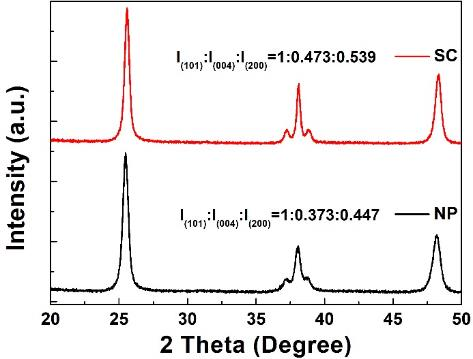 I(101):I(004):I(200)=1:0.473:0.539
SC
I(101):I(004):I(200)=1:0.373:0.447
NP
Intensity (a.u.)
20 25 30 35 40 45 50
2 Theta (Degree)